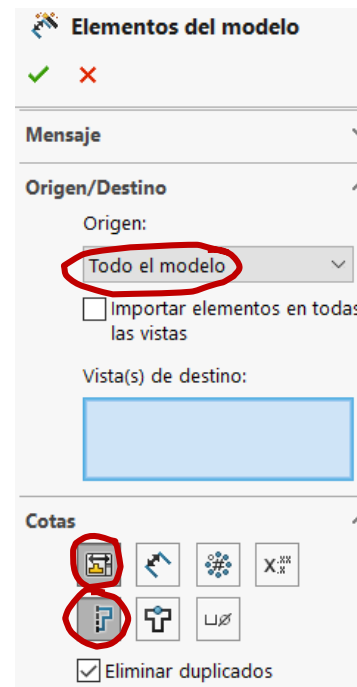 Elementos del modelo
Mensaje
Origen/Destino
Origen:
Todo el modelo
Importar elementos en todas
las vistas
Vista(s) de destino:
Cotas
X.XX
.X
Eliminar duplicados